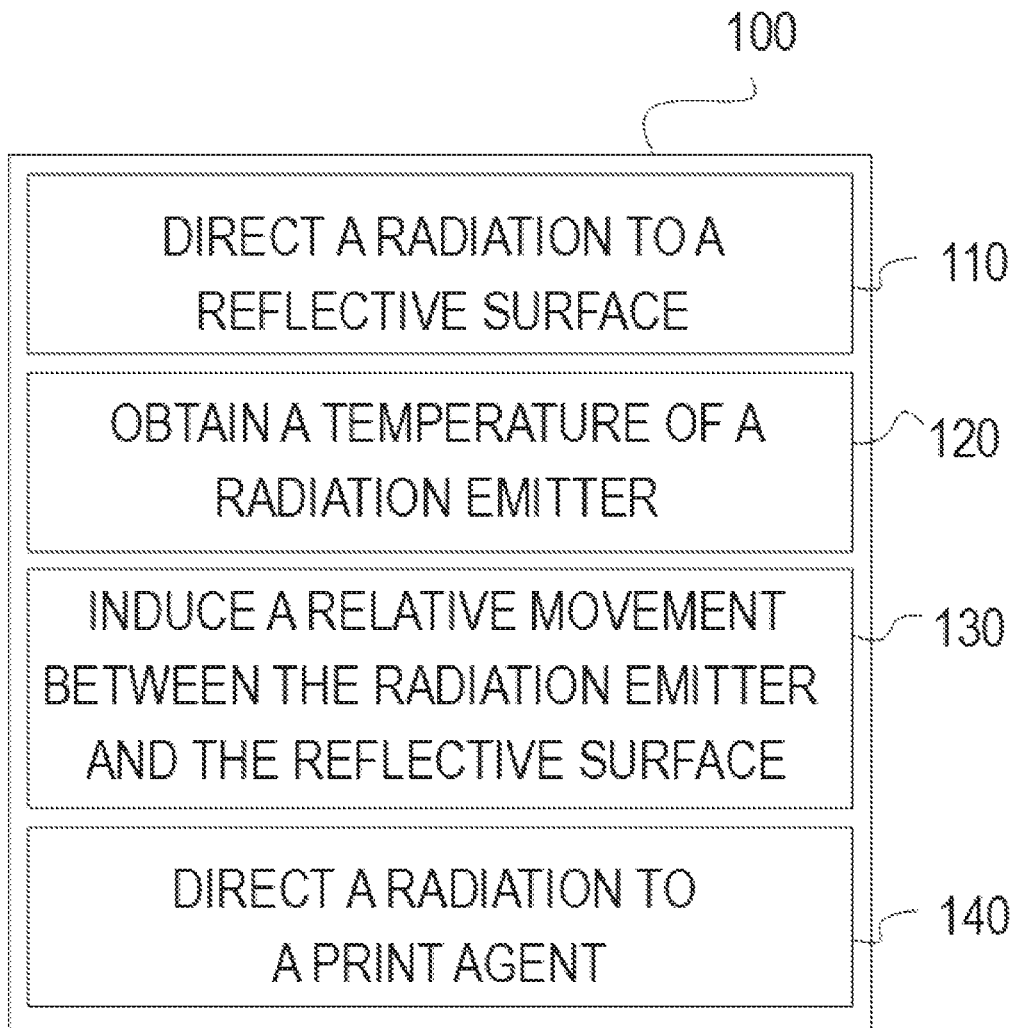 100
DIRECT A RADIATION TO A
REFLECTIVE SURFACE
110
OBTAIN A TEMPERATURE OF A
RADIATION EMITTER
120
INDUCE A RELATIVE MOVEMENT
BETWEEN THE RADIATION EMITTER
AND THE REFLECTIVE SURFACE
130
DIRECT A RADIATION TO
A PRINT AGENT
140